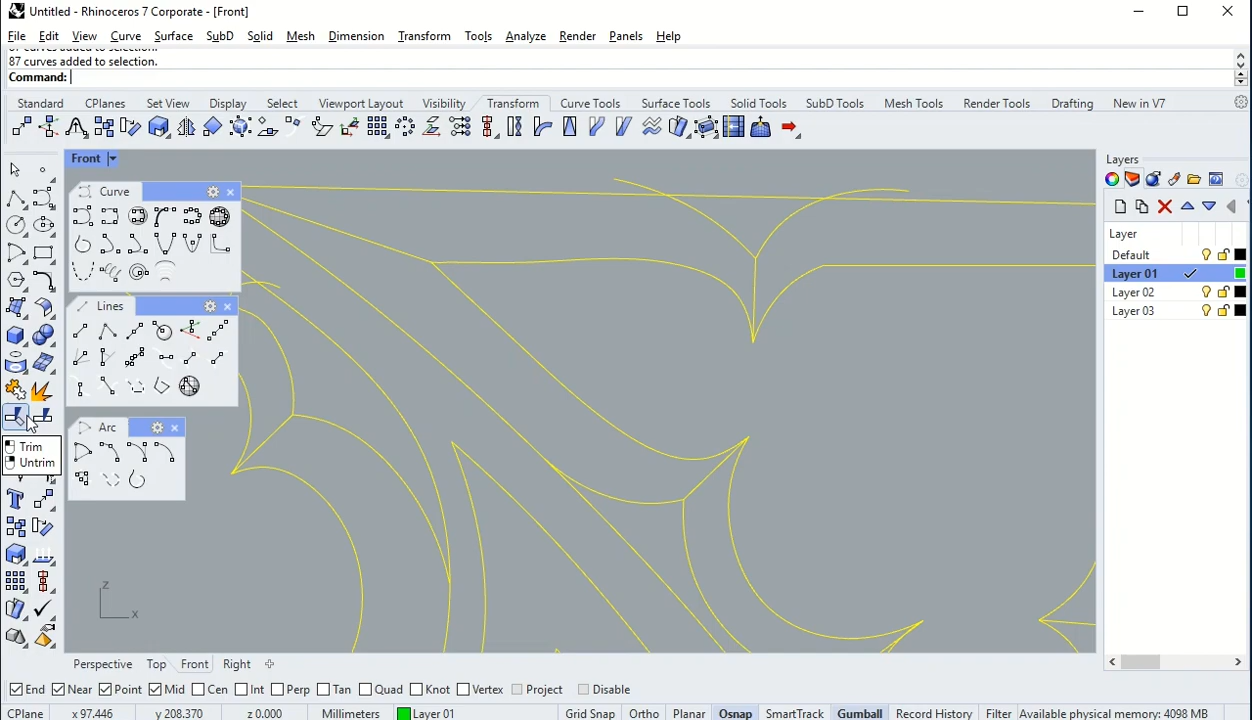 Untitled - Rhinoceros 7 Corporate - [Front]
File Edit View Curve Surface SubD Solid Mesh Dimension Transform Tools Analyze Render Panels Help
87 curves added to selection.
Command:
Standard CPlanes Set View Display Select Viewport Layout Visibility Transform Curve Tools Surface Tools Solid Tools SubD Tools Mesh Tools Render Tools Drafting New in V7
Front
Layers
Curve
Layer
Default
Layer 01
Layer 02
Layer 03
Lines
Arc
Trim
Untrim
z
x
Perspective Top Front Right
End Near Point Mid Cen Int Perp Tan Quad Knot Vertex Project Disable
CPlane x 97.446 y 208.370 z 0.000 Millimeters Layer 01 Grid Snap Ortho Planar Osnap SmartTrack Gumball Record History Filter Available physical memory: 4098 MB